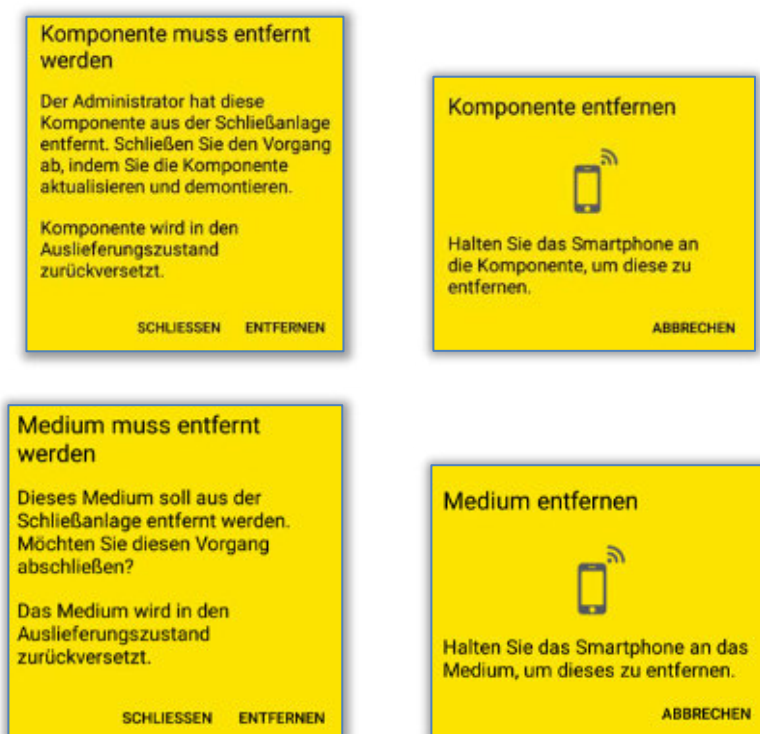 Komponente muss entfernt
werden
Der Administrator hat diese
Komponente aus der Schließanlage
entfernt. Schließen Sie den Vorgang
ab, indem Sie die Komponente
aktualisieren und demontieren.
Komponente wird in den
Auslieferungszustand
zurückversetzt.
SCHLIESSEN ENTFERNEN
Komponente entfernen
Halten Sie das Smartphone an
die Komponente, um diese zu
entfernen.
ABBRECHEN
Medium muss entfernt
werden
Dieses Medium soll aus der
Schließanlage entfernt werden.
Möchten Sie diesen Vorgang
abschließen?
Das Medium wird in den
Auslieferungszustand
zurückversetzt.
SCHLIESSEN ENTFERNEN
Medium entfernen
Halten Sie das Smartphone an das
Medium, um dieses zu entfernen.
ABBRECHEN